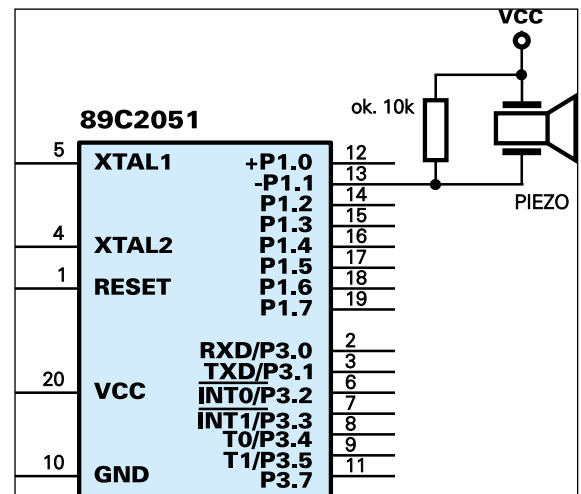 VCC
ok. 10k
PIEZO
89C2051
5 XTAL1 +P1.0 12
-P1.1 13
P1.2 14
P1.3 15
4 XTAL2 P1.4 16
P1.5 17
1 RESET P1.6 18
P1.7 19
RXD/P3.0 2
TXD/P3.1 3
20 VCC INT0/P3.2 6
INT1/P3.3 7
T0/P3.4 8
T1/P3.5 9
10 GND P3.7 11